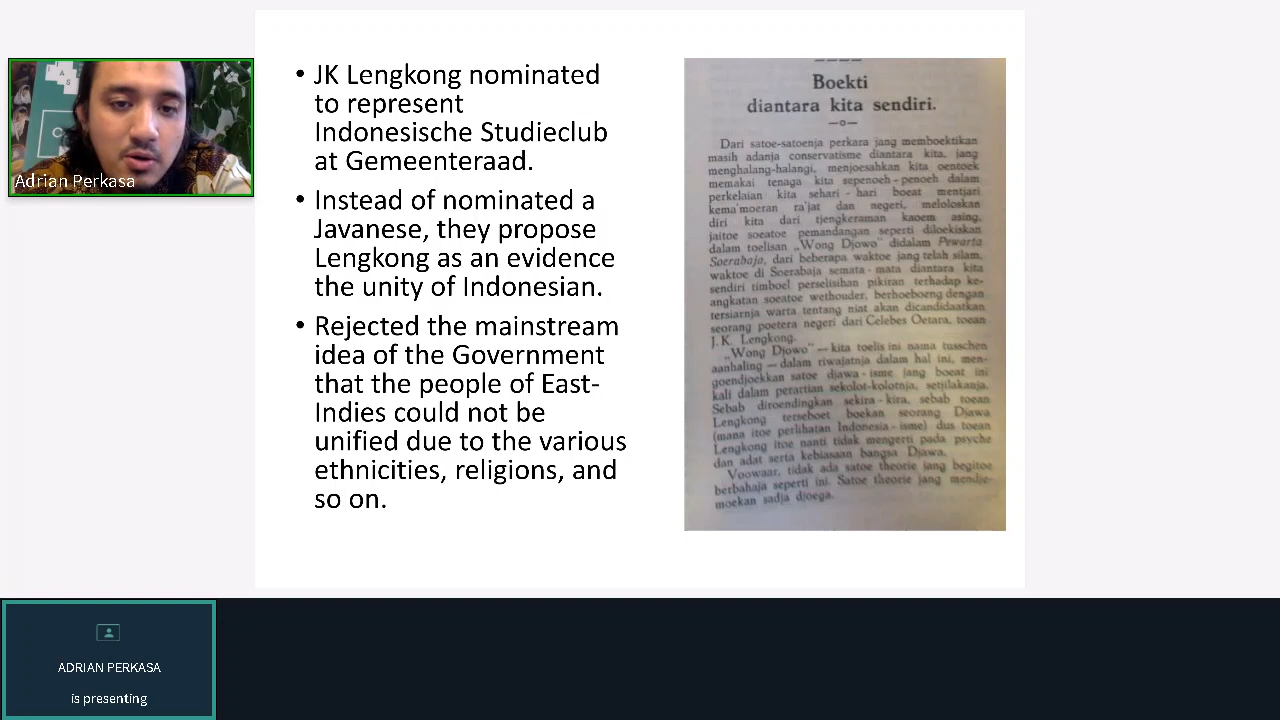 Adrian Perkasa
• JK Lengkong nominated
to represent
Indonesische Studieclub
at Gemeenteraad.
• Instead of nominated a
Javanese, they propose
Lengkong as an evidence
the unity of Indonesian.
• Rejected the mainstream
idea of the Government
that the people of East-
Indies could not be
unified due to the various
ethnicities, religions, and
so on.
Boekti
diantara kita sendiri.
Dari satoe-satoenja perkara jang memboektikan
masih adanja conservatisme diantara kita, jang
menghalang-halangi, menjoesahkan kita oentoek
memakai tenaga kita sepenoeh-penoeh dalam
perkelaian kita sehari-hari boeat mentjari
kema'moeran ra'jat dan negeri, meloloskan
diri kita dari tjengkeraman kaoem asing,
jaitoe soeatoe pemandangan seperti diloekiskan
dalam toelisan „Wong Djowo" didalam Pewarta
Soerabaja, dari beberapa waktoe jang telah silam,
waktoe di Soerabaja semata-mata diantara kita
sendiri timboel perselisihan pikiran terhadap ke-
angkatan soeatoe wethouder, berhoeboeng dengan
tersiarnja warta tentang niat akan dicandidaatkan
seorang poetera negeri dari Celebes Oetara, toean
J.K. Lengkong.
„Wong Djowo" — kita toelis ini nama tusschen
aanhaling — dalam riwajatnja dalam hal ini, men-
goendjoekkan satoe djawa-isme jang boeat ini
kali dalam perartian sekolot-kolotnja, setjilakanja.
Sebab diroendingkan sekira-kira, sebab toean
Lengkong terseboet boekan seorang Djawa
(mana itoe perlihatan Indonesia-isme) dus toean
Lengkong itoe nanti tidak mengerti pada psyche
dan adat serta kebiasaan bangsa Djawa.
Voowaar, tidak ada satoe theorie jang begitoe
berbahaja seperti ini. Satoe theorie jang mendje-
moekan sadja djoega.
ADRIAN PERKASA
is presenting